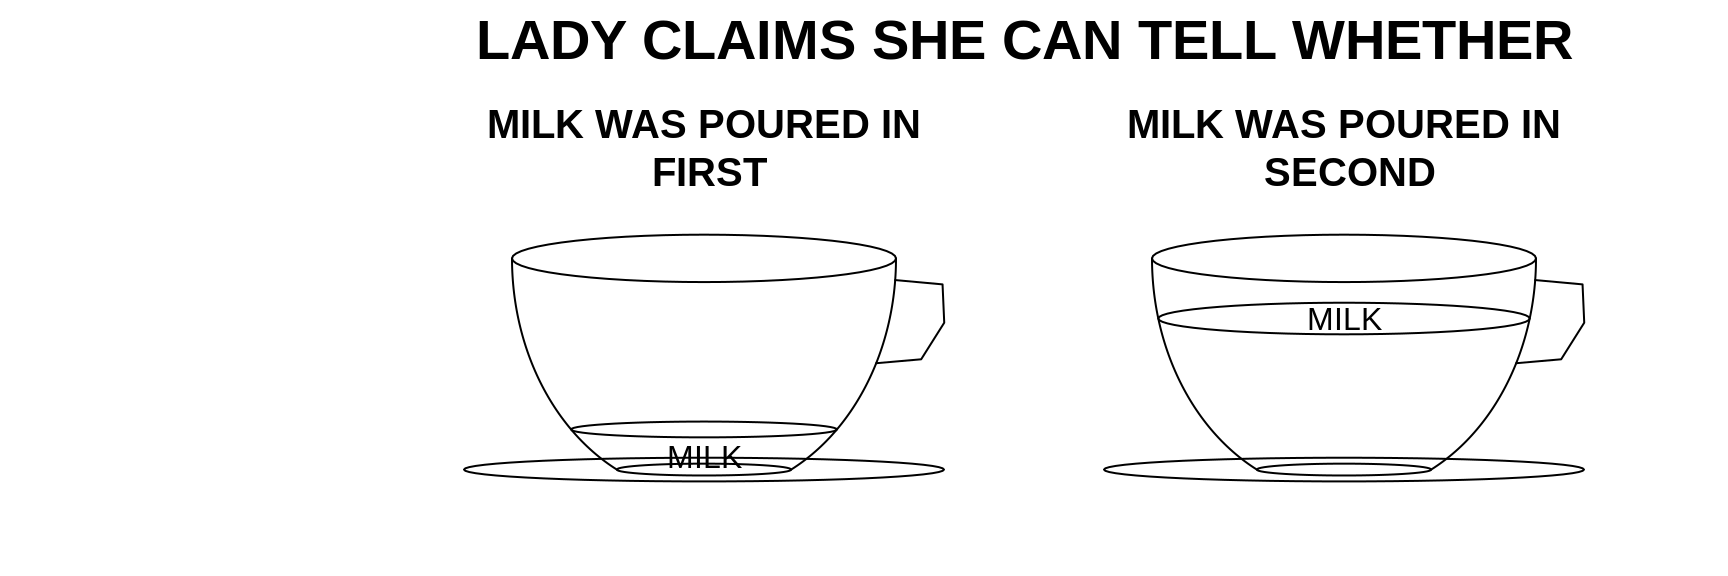 LADY CLAIMS SHE CAN TELL WHETHER
MILK WAS POURED IN
FIRST
MILK WAS POURED IN
SECOND
MILK
MILK